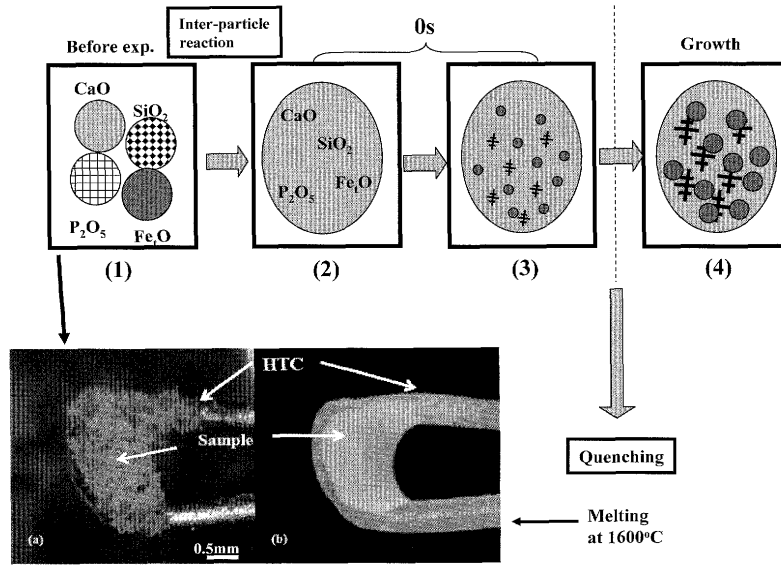 Before exp.
Inter-particle
reaction
0s
Growth
CaO
SiO2
P2O5
FetO
(1)
CaO
SiO2
P2O5
FetO
(2)
(3)
(4)
HTC
Sample
(a)
0.5mm
(b)
Quenching
Melting
at 1600°C